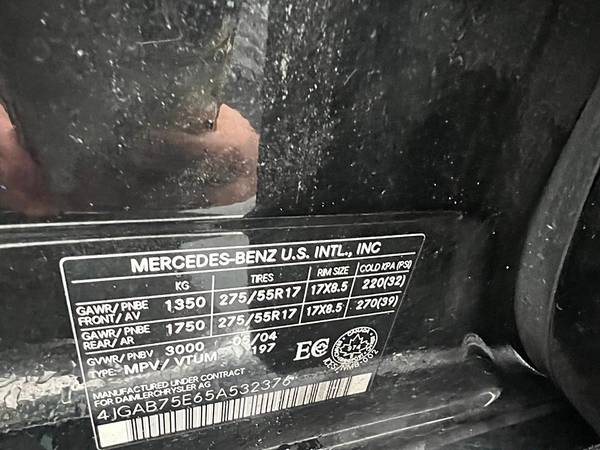 MERCEDES-BENZ U.S. INTL., INC
KG TIRES RIM SIZE COLD KPA (PSI)
GAWR/PNBE FRONT/AV 1350 275/55R17 17X8.5 220(32)
GAWR/PNBE REAR/AR 1750 275/55R17 17X8.5 270(39)
GVWR/PNBV 3000 05/04
TYPE: MPV/VTUM 197 EC
CANADA
374
MANUFACTURED UNDER CONTRACT
FOR DAIMLERCHRYSLER AG
4JGAB75E65A532376